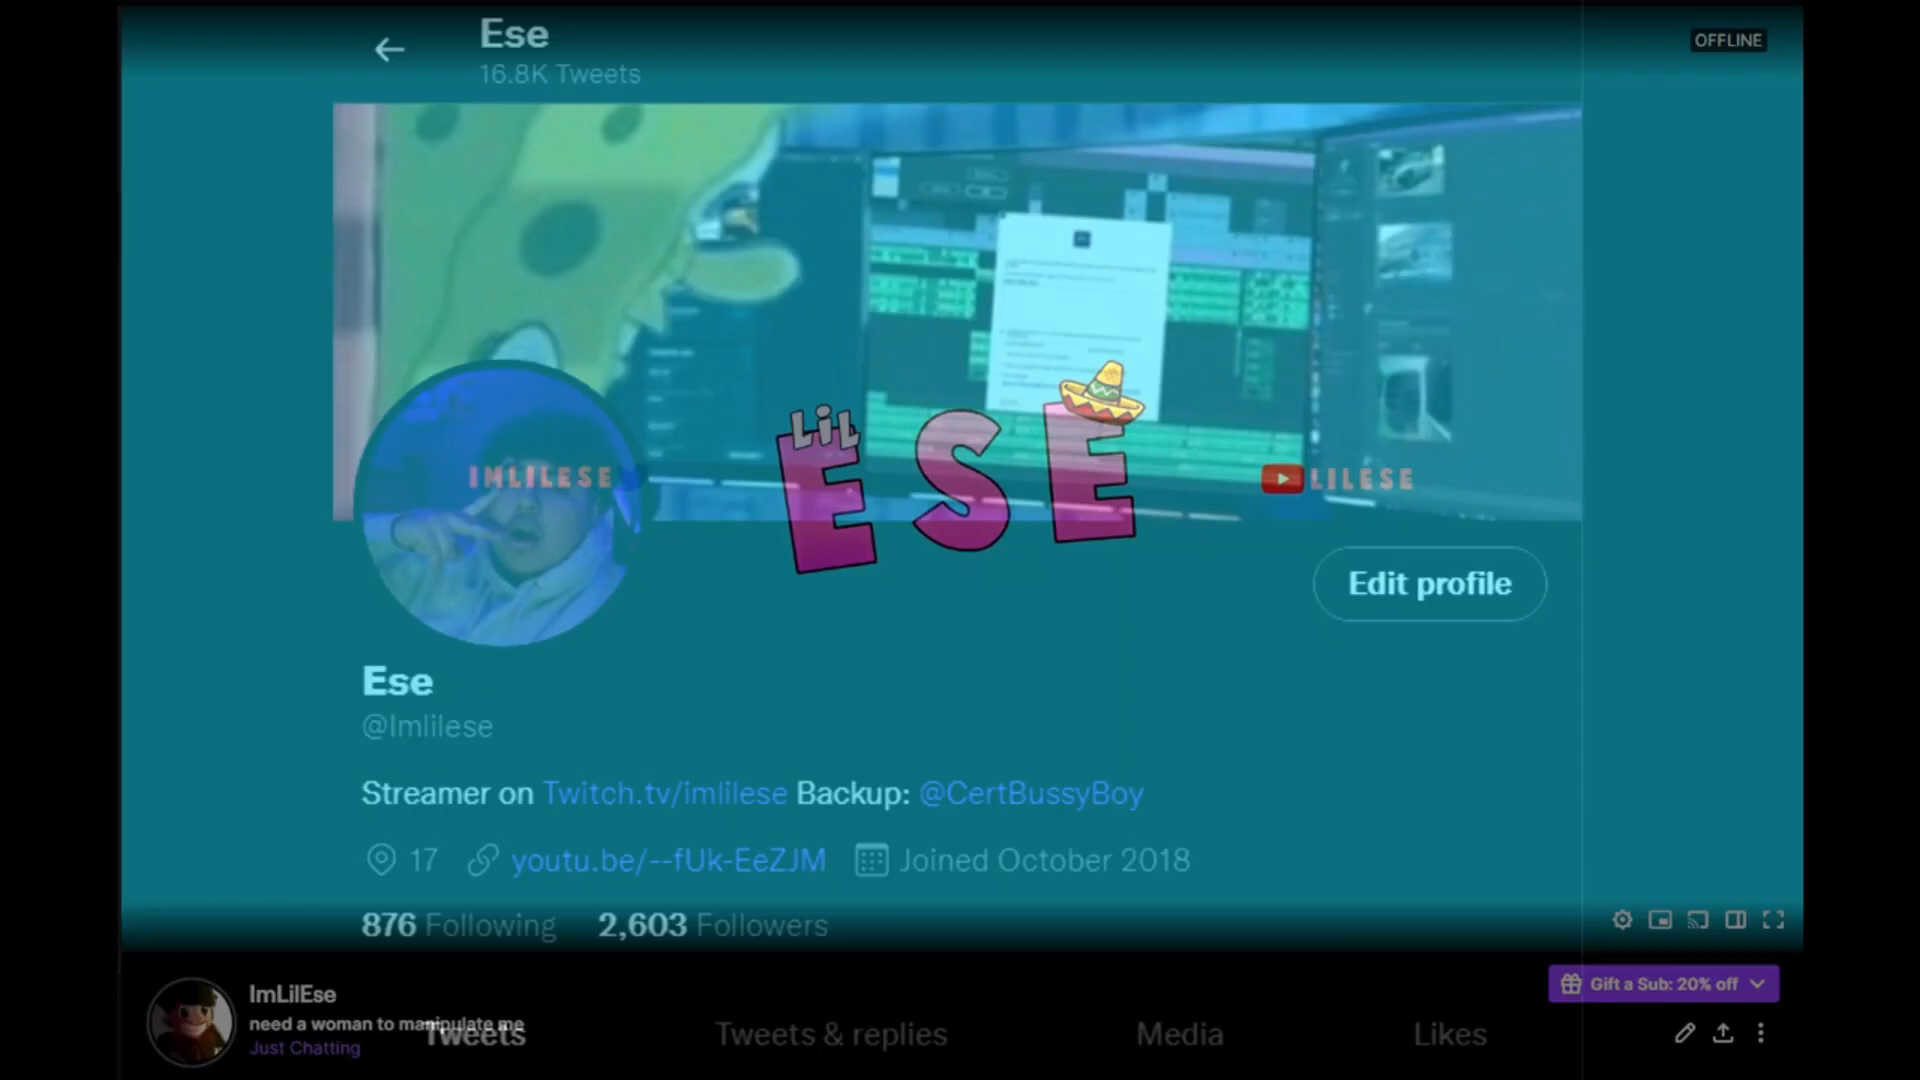 Ese
16.8K Tweets
OFFLINE
LiL
ESE
IMLILESE
LILESE
Edit profile
Ese
@Imlilese
Streamer on Twitch.tv/imlilese Backup: @CertBussyBoy
17 youtu.be/--fUk-EeZJM Joined October 2018
876 Following 2,603 Followers
Gift a Sub: 20% off
ImLilEse
need a woman to manipulate me
Just Chatting
Tweets Tweets & replies Media Likes